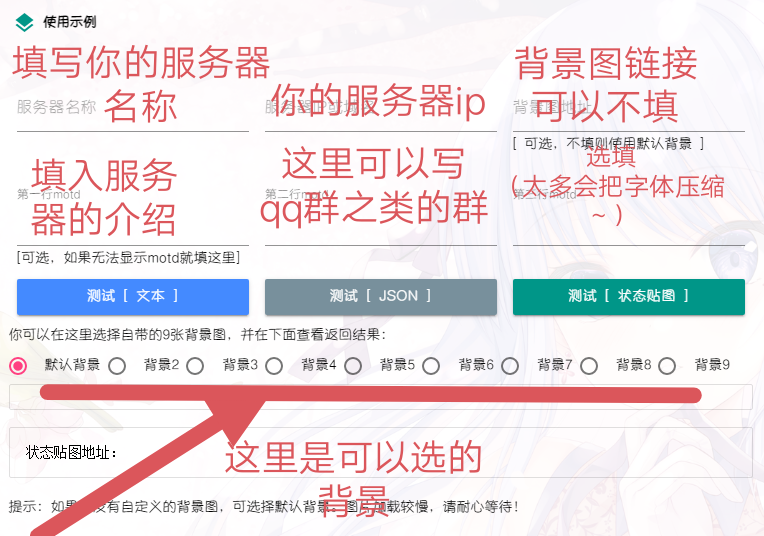 使用示例
填写你的服务器
名称
服务器名称
你的服务器ip
服务器IP或域名
背景图链接
可以不填
背景图地址
[ 可选，不填则使用默认背景 ]
填入服务
器的介绍
第一行motd
[可选，如果无法显示motd就填这里]
这里可以写
qq群之类的群
第二行motd
选填
（太多会把字体压缩
~ ）
第三行motd
测试 [ 文本 ]
测试 [ JSON ]
测试 [ 状态贴图 ]
你可以在这里选择自带的9张背景图，并在下面查看返回结果：
默认背景 背景2 背景3 背景4 背景5 背景6 背景7 背景8 背景9
状态贴图地址：
这里是可以选的
背景
提示：如果 没有自定义的背景图，可选择默认背景。图片加载较慢，请耐心等待！